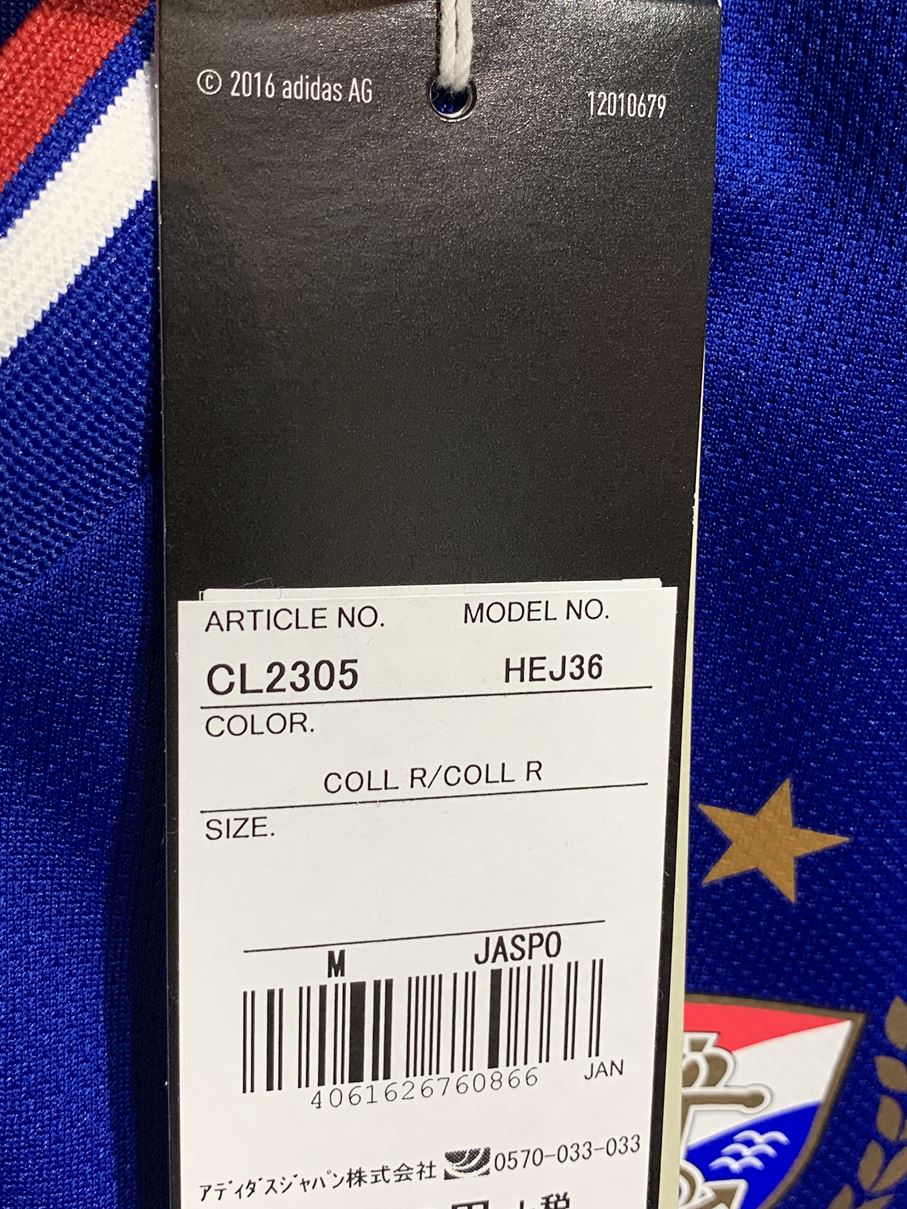 © 2016 adidas AG
12010679
ARTICLE NO. MODEL NO.
CL2305 HEJ36
COLOR.
COLL R/COLL R
SIZE.
M JASPO
4061626760866 JAN
アディダスジャパン株式会社 0570-033-033